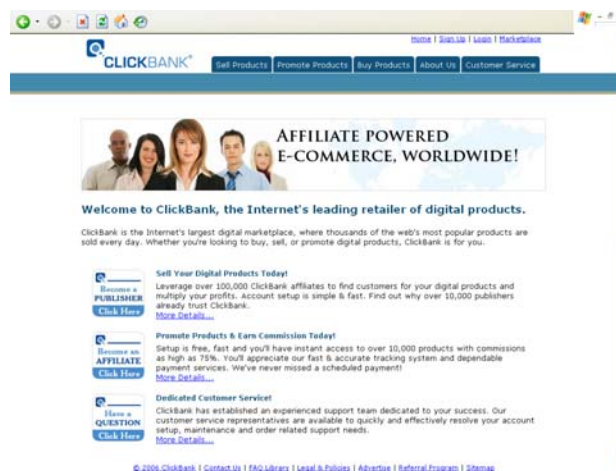 Home | Sign Up | Login | Marketplace
CLICKBANK®
Sell Products Promote Products Buy Products About Us Customer Service
AFFILIATE POWERED
E-COMMERCE, WORLDWIDE!
Welcome to ClickBank, the Internet's leading retailer of digital products.
ClickBank is the Internet's largest digital marketplace, where thousands of the web's most popular products are
sold every day. Whether you're looking to buy, sell, or promote digital products, ClickBank is for you.
Become a
PUBLISHER
Click Here
Sell Your Digital Products Today!
Leverage over 100,000 ClickBank affiliates to find customers for your digital products and
multiply your profits. Account setup is simple & fast. Find out why over 10,000 publishers
already trust ClickBank.
More Details...
Become an
AFFILIATE
Click Here
Promote Products & Earn Commission Today!
Setup is free, fast and you'll have instant access to over 10,000 products with commissions
as high as 75%. You'll appreciate our fast & accurate tracking system and dependable
payment services. We've never missed a scheduled payment!
More Details...
Have a
QUESTION
Click Here
Dedicated Customer Service!
ClickBank has established an experienced support team dedicated to your success. Our
customer service representatives are available to quickly and effectively resolve your account
setup, maintenance and order related support needs.
More Details...
© 2006 ClickBank | Contact Us | FAQ Library | Legal & Policies | Advertise | Referral Program | Sitemap